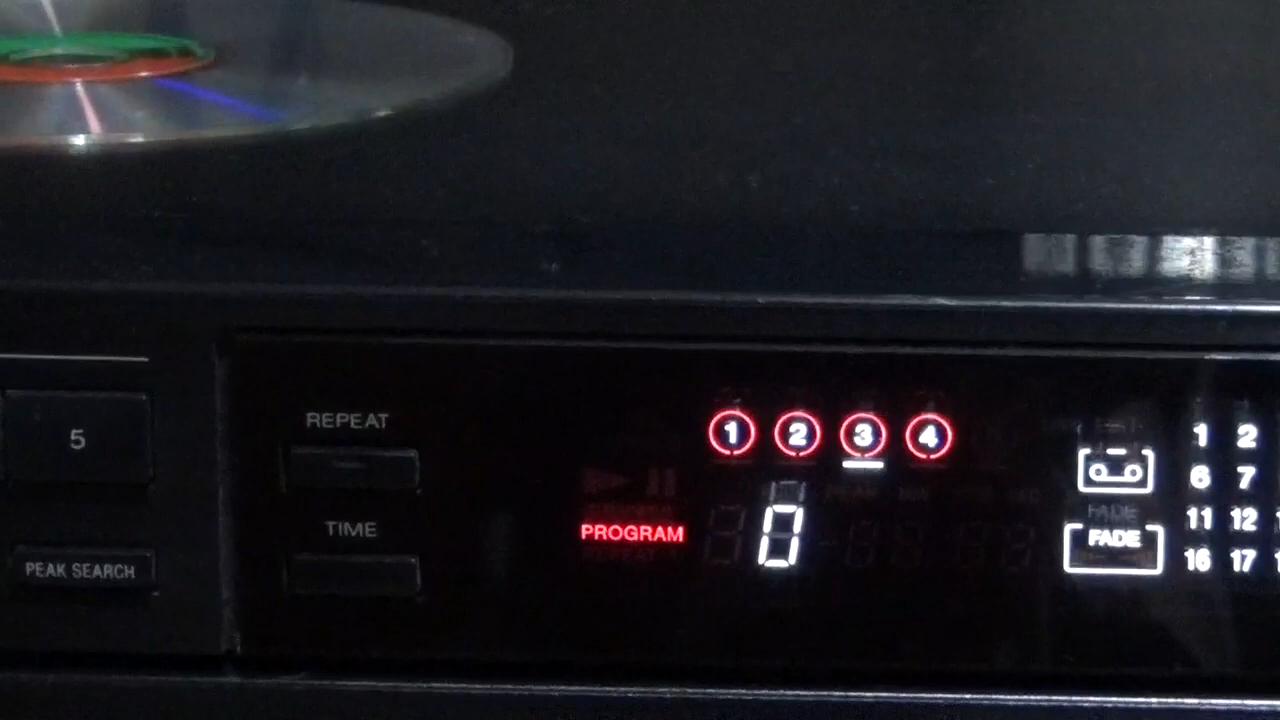 1 2 3 4
1 2
5
REPEAT
6 7
FADE
11 12
PROGRAM
0
FADE
TIME
16 17
PEAK SEARCH